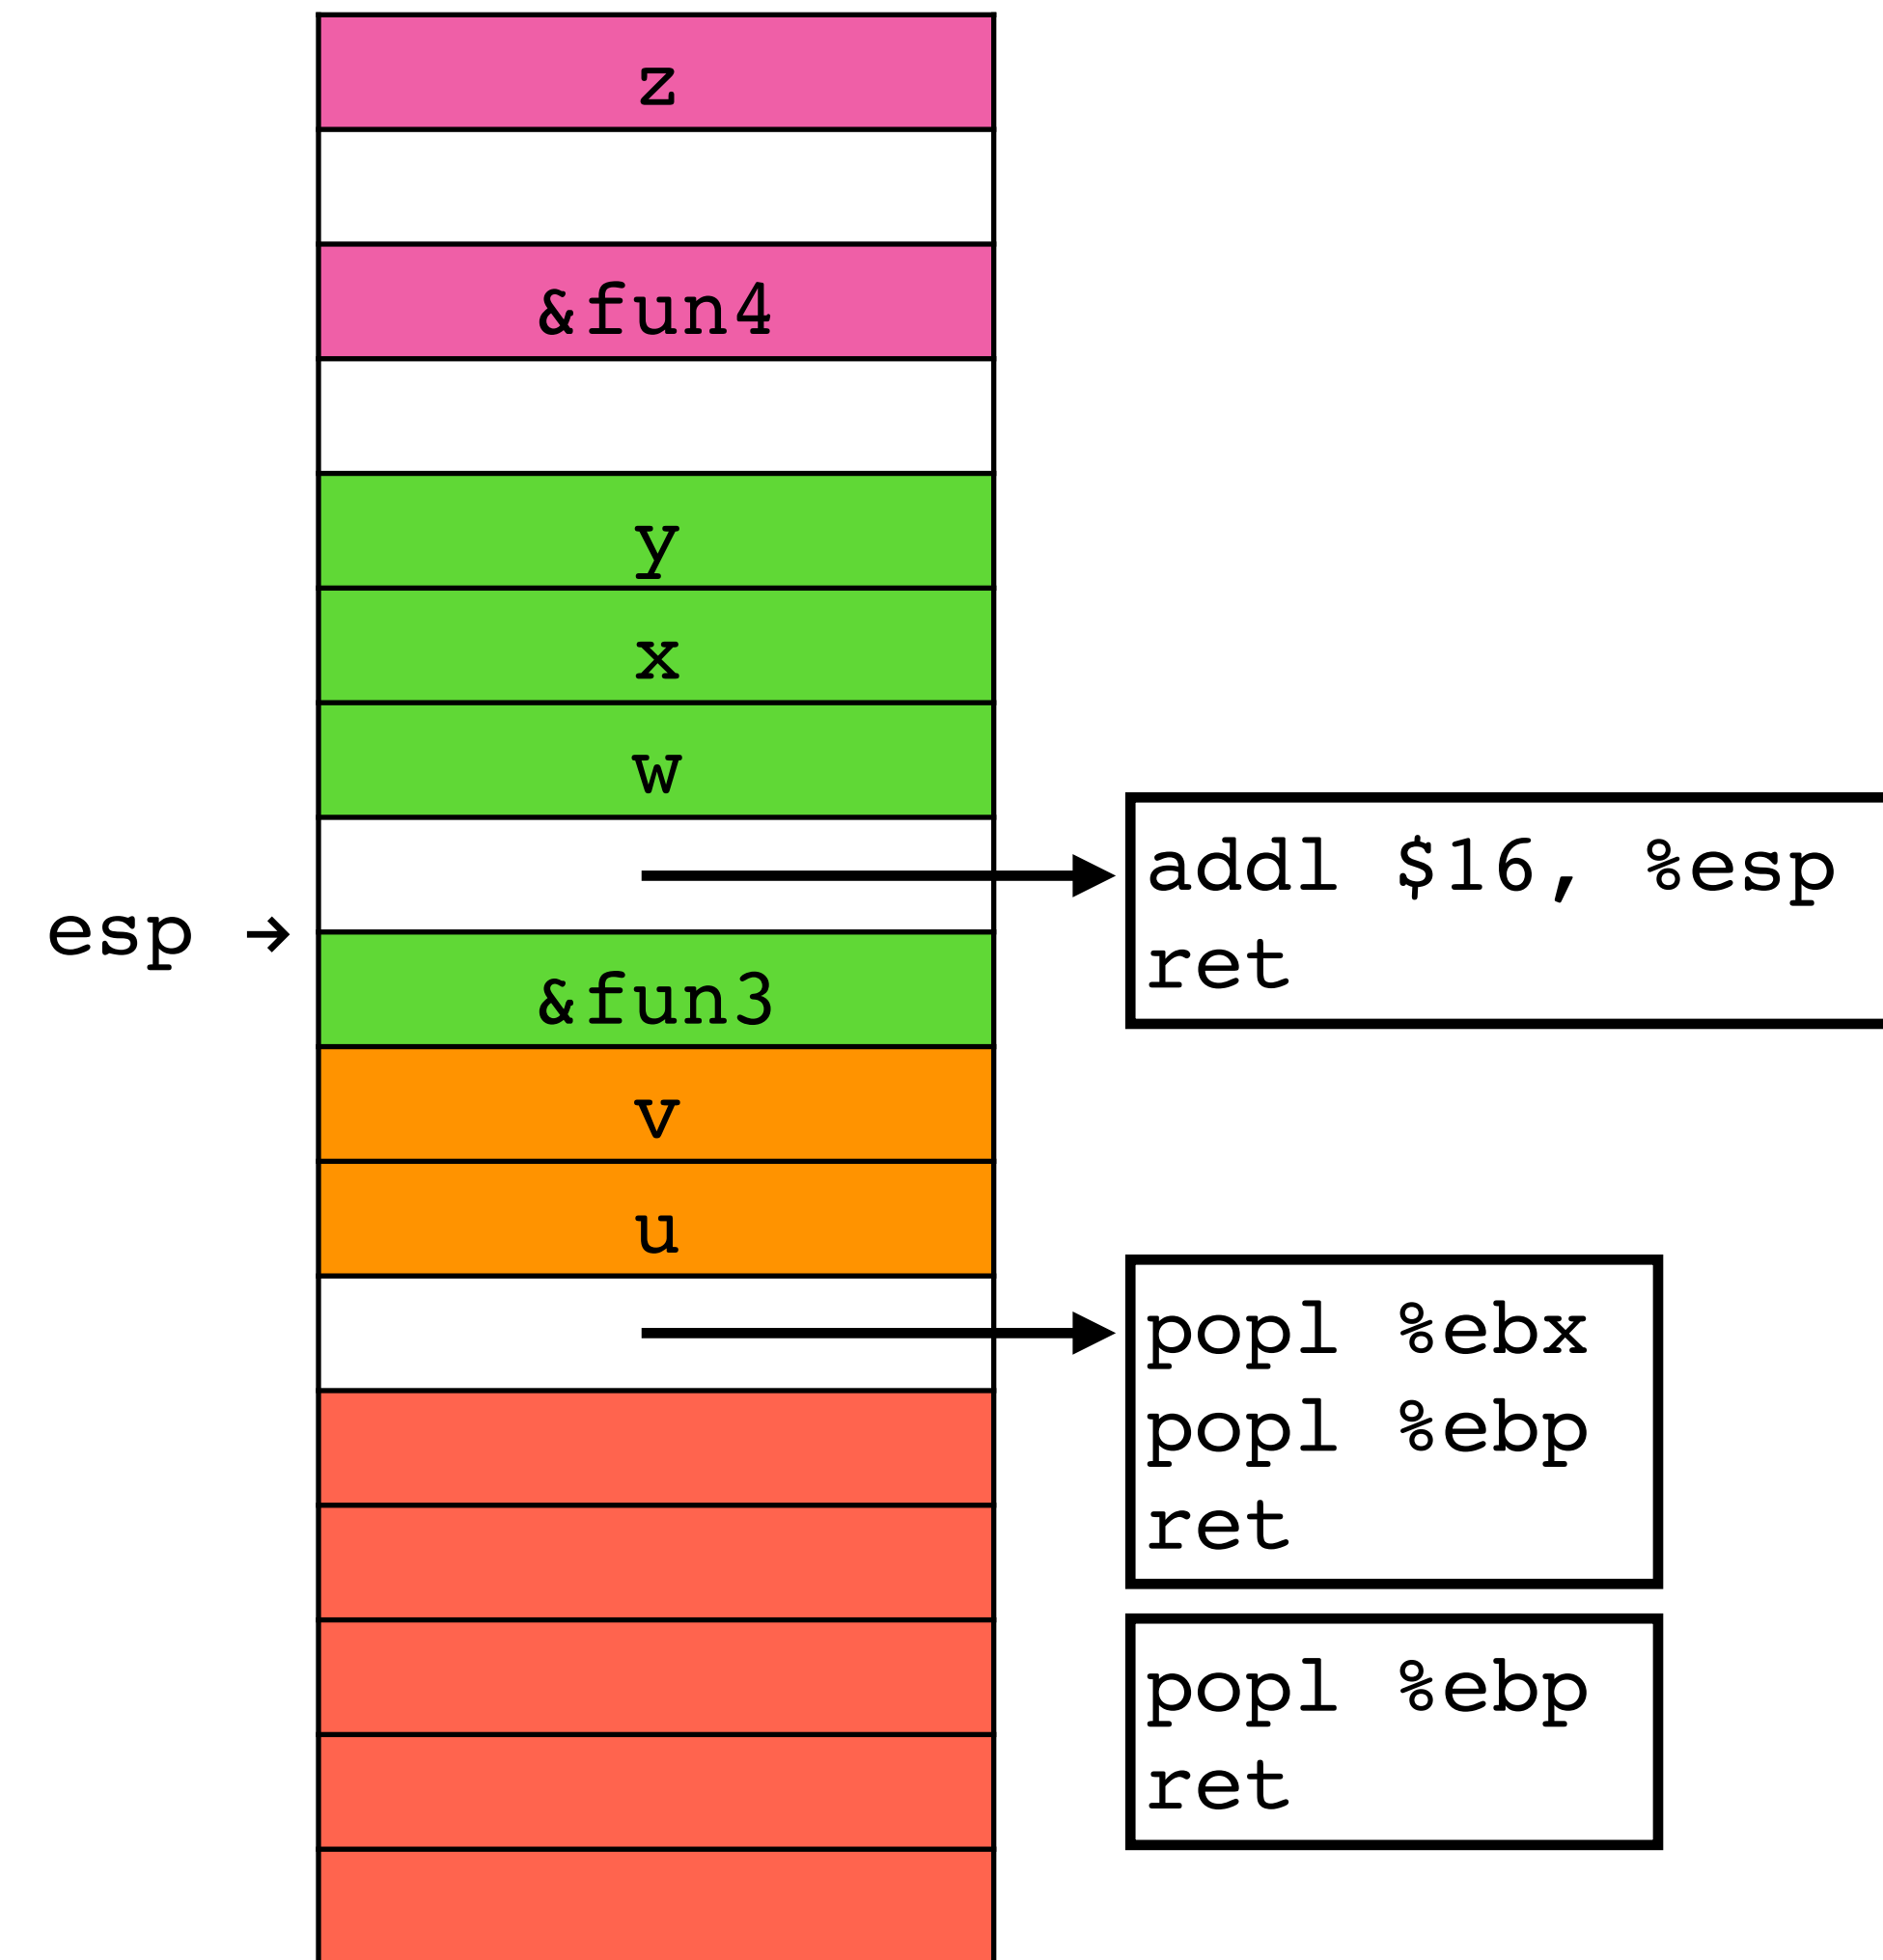 z
&fun4
y
x
w
addl $16, %esp
ret
esp →
&fun3
v
u
popl %ebx
popl %ebp
ret
popl %ebp
ret